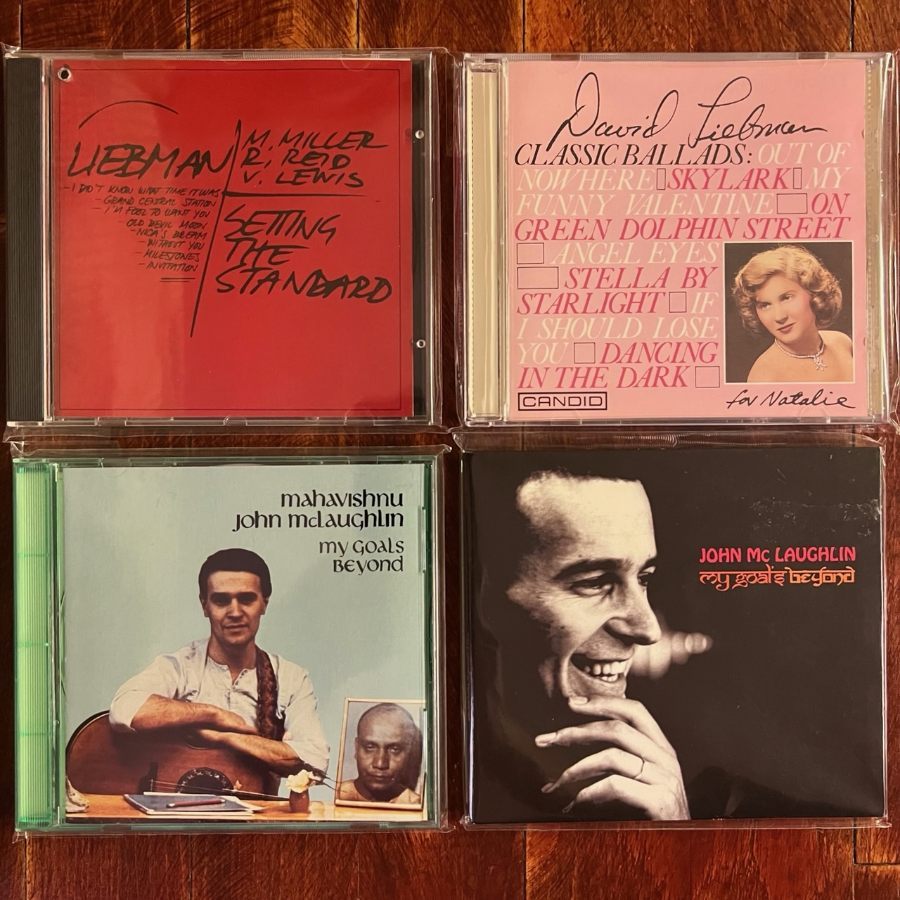 LIEBMAN
M. MILLER
R. REID
V. LEWIS
- I DIDN'T KNOW WHAT TIME IT WAS
- GRAND CENTRAL STATION
- I'M A FOOL TO WANT YOU
- OLD DEVIL MOON
- NICA'S DREAM
- WITHOUT YOU
- MILESTONES
- INVITATION
SETTING
THE
STANDARD
David Liebman
CLASSIC BALLADS: OUT OF
NOWHERE SKYLARK MY
FUNNY VALENTINE ON
GREEN DOLPHIN STREET
ANGEL EYES
STELLA BY
STARLIGHT IF
I SHOULD LOSE
YOU DANCING
IN THE DARK
CANDID
for Natalie
mahavishnu
john mclaughlin
my goals
beyond
JOHN MC LAUGHLIN
my goal's beyond